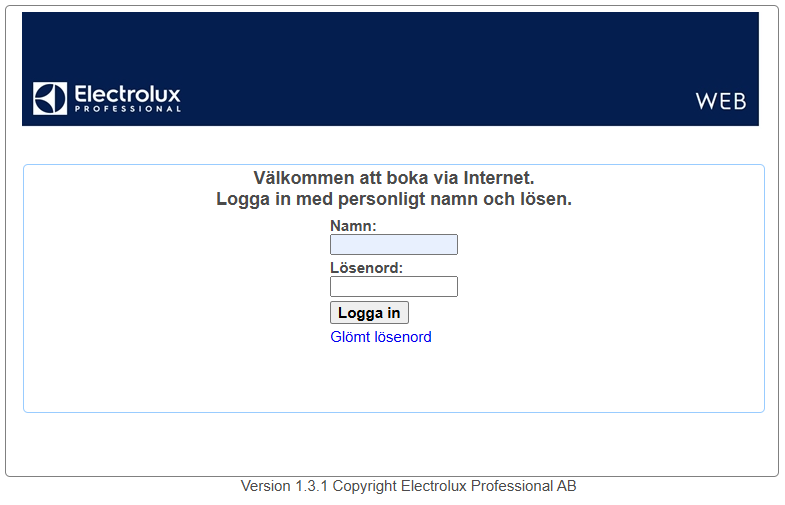 Electrolux
PROFESSIONAL
WEB
Välkommen att boka via Internet.
Logga in med personligt namn och lösen.
Namn:
Lösenord:
Logga in
Glömt lösenord
Version 1.3.1 Copyright Electrolux Professional AB